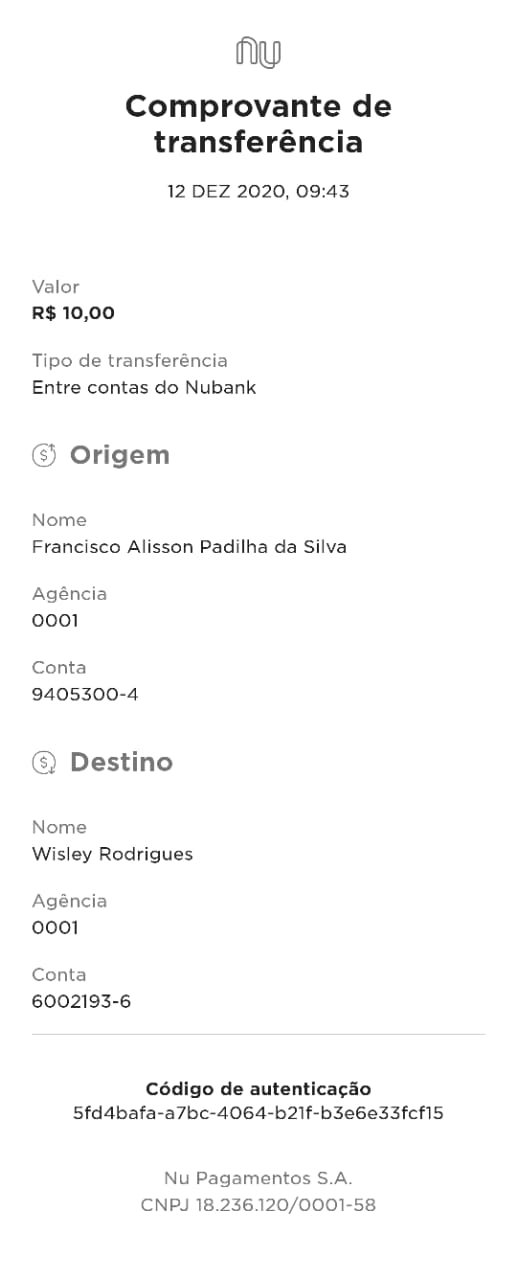 nu
Comprovante de
transferência
12 DEZ 2020, 09:43
Valor
R$ 10,00
Tipo de transferência
Entre contas do Nubank
Origem
Nome
Francisco Alisson Padilha da Silva
Agência
0001
Conta
9405300-4
Destino
Nome
Wisley Rodrigues
Agência
0001
Conta
6002193-6
Código de autenticação
5fd4bafa-a7bc-4064-b21f-b3e6e33fcf15
Nu Pagamentos S.A.
CNPJ 18.236.120/0001-58